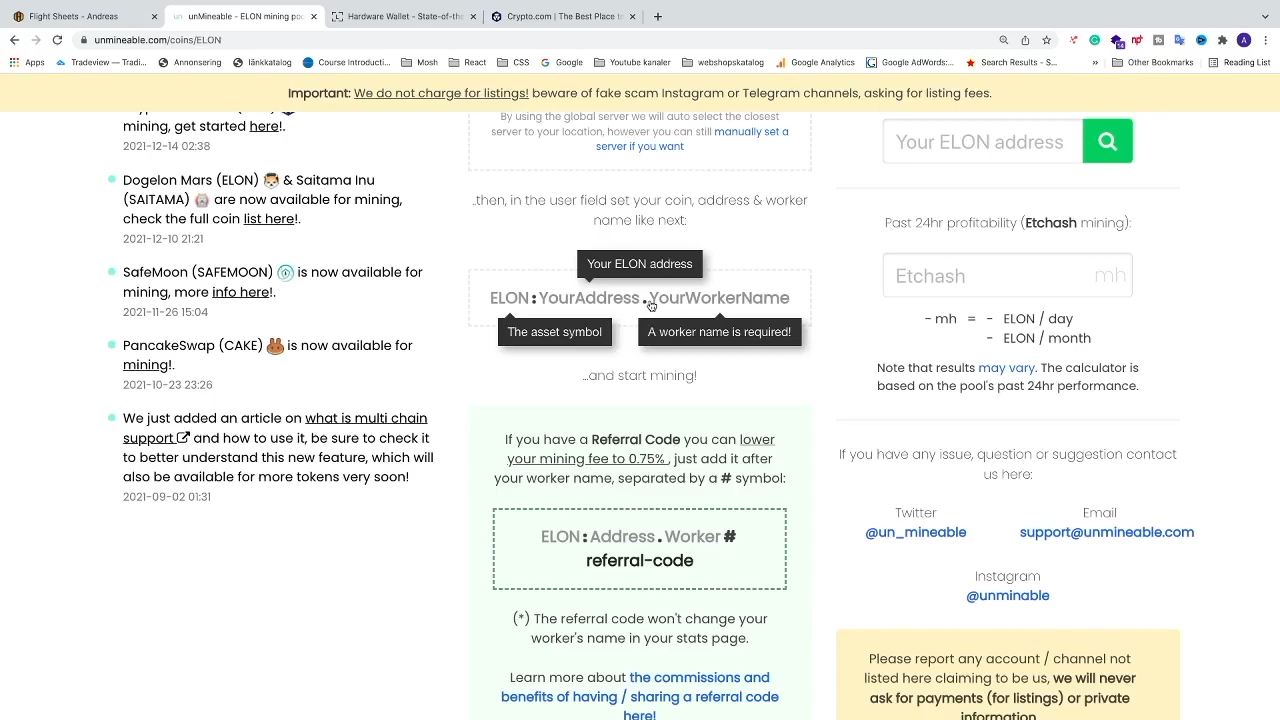 Flight Sheets - Andreas
unMineable - ELON mining poo
Hardware Wallet - State-of-the
Crypto.com | The Best Place to
unmineable.com/coins/ELON
Apps
Tradeview – Tradi...
Annonsering
länkkatalog
Course Introducti...
Mosh
React
CSS
Google
Youtube kanaler
webshopskatalog
Google Analytics
Google AdWords:...
Search Results - S...
»
Other Bookmarks
Reading List
Important: We do not charge for listings! beware of fake scam Instagram or Telegram channels, asking for listing fees.
mining, get started here!.
2021-12-14 02:38
Dogelon Mars (ELON) & Saitama Inu
(SAITAMA) are now available for mining,
check the full coin list here!.
2021-12-10 21:21
SafeMoon (SAFEMOON) is now available for
mining, more info here!.
2021-11-26 15:04
PancakeSwap (CAKE) is now available for
mining!.
2021-10-23 23:26
We just added an article on what is multi chain
support and how to use it, be sure to check it
to better understand this new feature, which will
also be available for more tokens very soon!
2021-09-02 01:31
By using the global server we will auto select the closest
server to your location, however you can still manually set a
server if you want
..then, in the user field set your coin, address & worker
name like next:
Your ELON address
ELON:YourAddress.YourWorkerName
The asset symbol
A worker name is required!
...and start mining!
If you have a Referral Code you can lower
your mining fee to 0.75% , just add it after
your worker name, separated by a # symbol:
ELON:Address.Worker#
referral-code
(*) The referral code won't change your
worker's name in your stats page.
Learn more about the commissions and
benefits of having / sharing a referral code
here!
Your ELON address
Past 24hr profitability (Etchash mining):
Etchash
mh
- mh = - ELON / day
- ELON / month
Note that results may vary. The calculator is
based on the pool's past 24hr performance.
If you have any issue, question or suggestion contact
us here:
Twitter
@un_mineable
Email
support@unmineable.com
Instagram
@unminable
Please report any account / channel not
listed here claiming to be us, we will never
ask for payments (for listings) or private
information